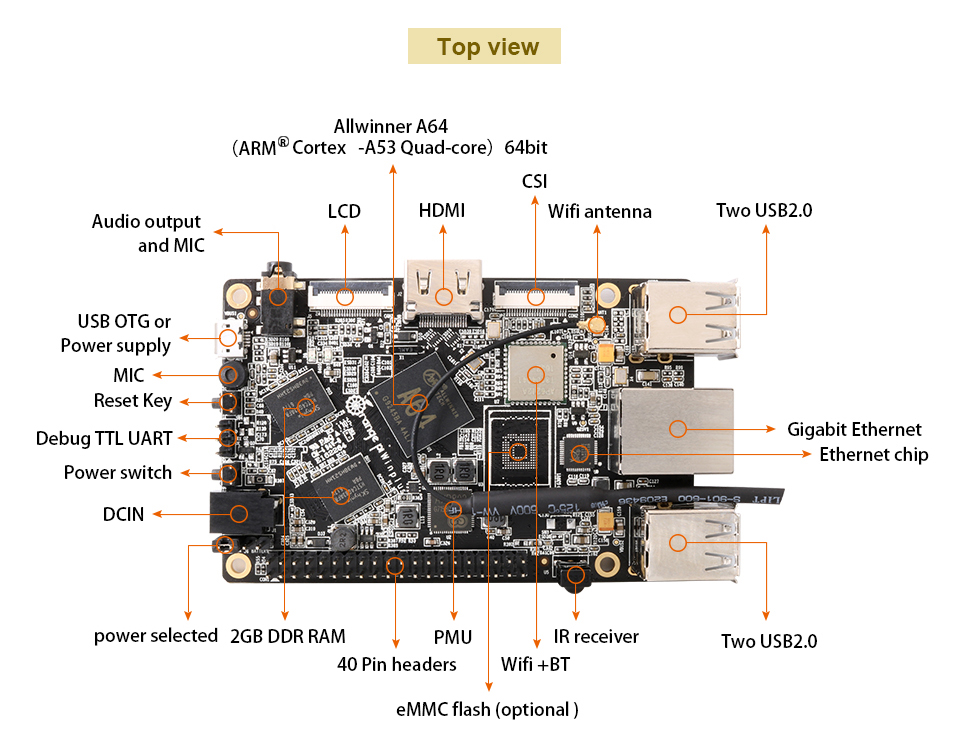 Top view
Allwinner A64
(ARM® Cortex -A53 Quad-core) 64bit
CSI
LCD
HDMI
Wifi antenna
Two USB2.0
Audio output
and MIC
USB OTG or
Power supply
MIC
Reset Key
Debug TTL UART
Power switch
DCIN
Gigabit Ethernet
Ethernet chip
power selected
2GB DDR RAM
PMU
IR receiver
Two USB2.0
40 Pin headers
Wifi +BT
eMMC flash (optional )